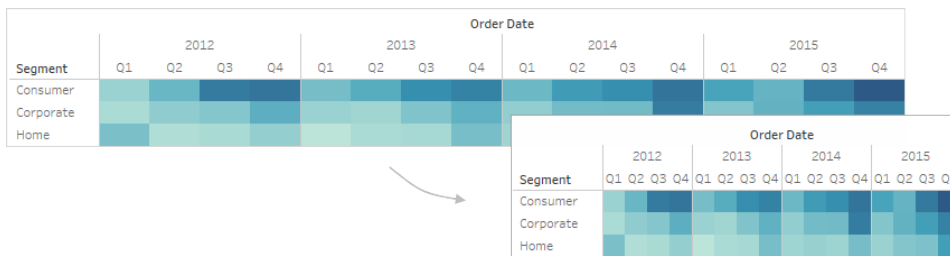 Order Date
2012 2013 2014 2015
Segment Q1 Q2 Q3 Q4 Q1 Q2 Q3 Q4 Q1 Q2 Q3 Q4 Q1 Q2 Q3 Q4
Consumer
Corporate
Home
Order Date
2012 2013 2014 2015
Segment Q1 Q2 Q3 Q4 Q1 Q2 Q3 Q4 Q1 Q2 Q3 Q4 Q1 Q2 Q3
Consumer
Corporate
Home